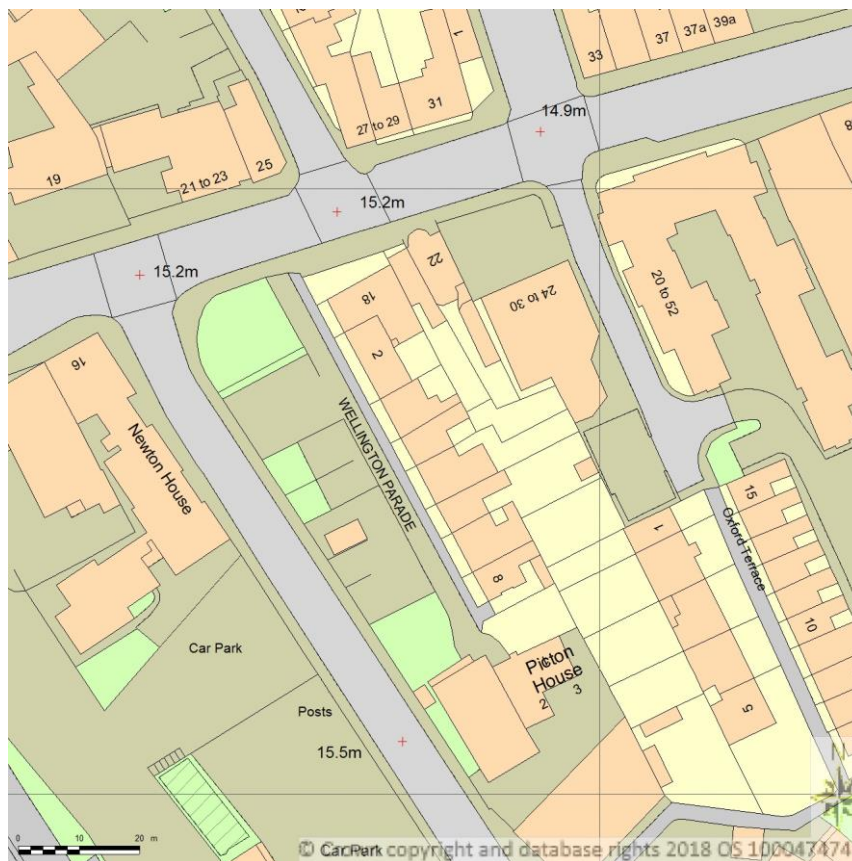 1
33
37
37a
39a
14.9m
31
27 to 29
8
25
21 to 23
19
15.2m
15.2m
22
18
24 to 30
20 to 52
2
16
WELLINGTON PARADE
Newton House
15
1
Oxford Terrace
8
10
Car Park
Picton
House
3
2
Posts
5
15.5m
N
0 10 20 m
Car Park
© Crown copyright and database rights 2018 OS 100047474